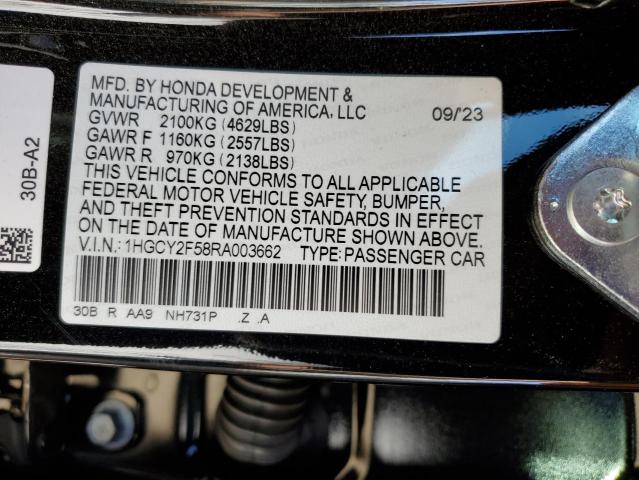 30B-A2
MFD. BY HONDA DEVELOPMENT &
MANUFACTURING OF AMERICA, LLC
09/'23
GVWR 2100KG (4629LBS)
GAWR F 1160KG (2557LBS)
GAWR R 970KG (2138LBS)
THIS VEHICLE CONFORMS TO ALL APPLICABLE
FEDERAL MOTOR VEHICLE SAFETY, BUMPER,
AND THEFT PREVENTION STANDARDS IN EFFECT
ON THE DATE OF MANUFACTURE SHOWN ABOVE.
V.I.N.: 1HGCY2F58RA003662 TYPE: PASSENGER CAR
30B R AA9 NH731P .Z .A